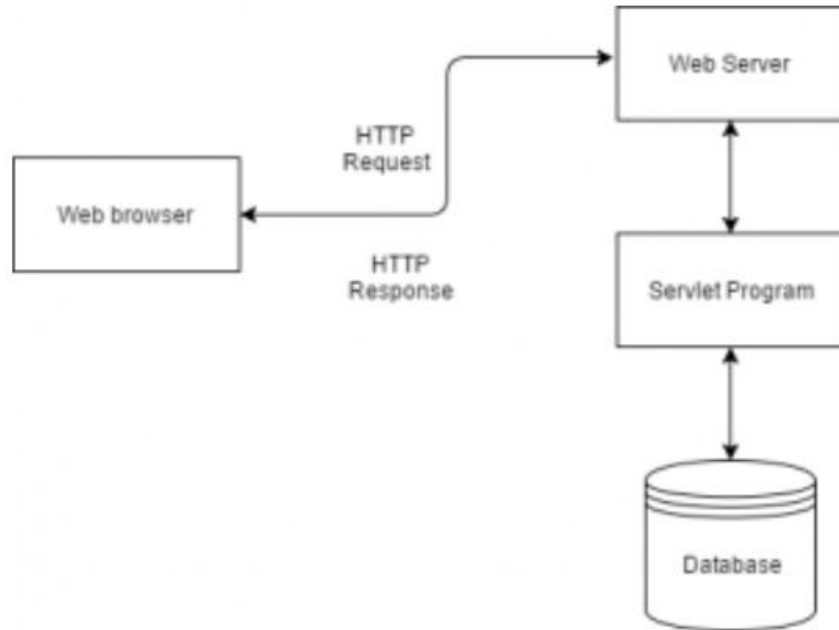 Web Server
HTTP
Request
Web browser
HTTP
Response
Servlet Program
Database